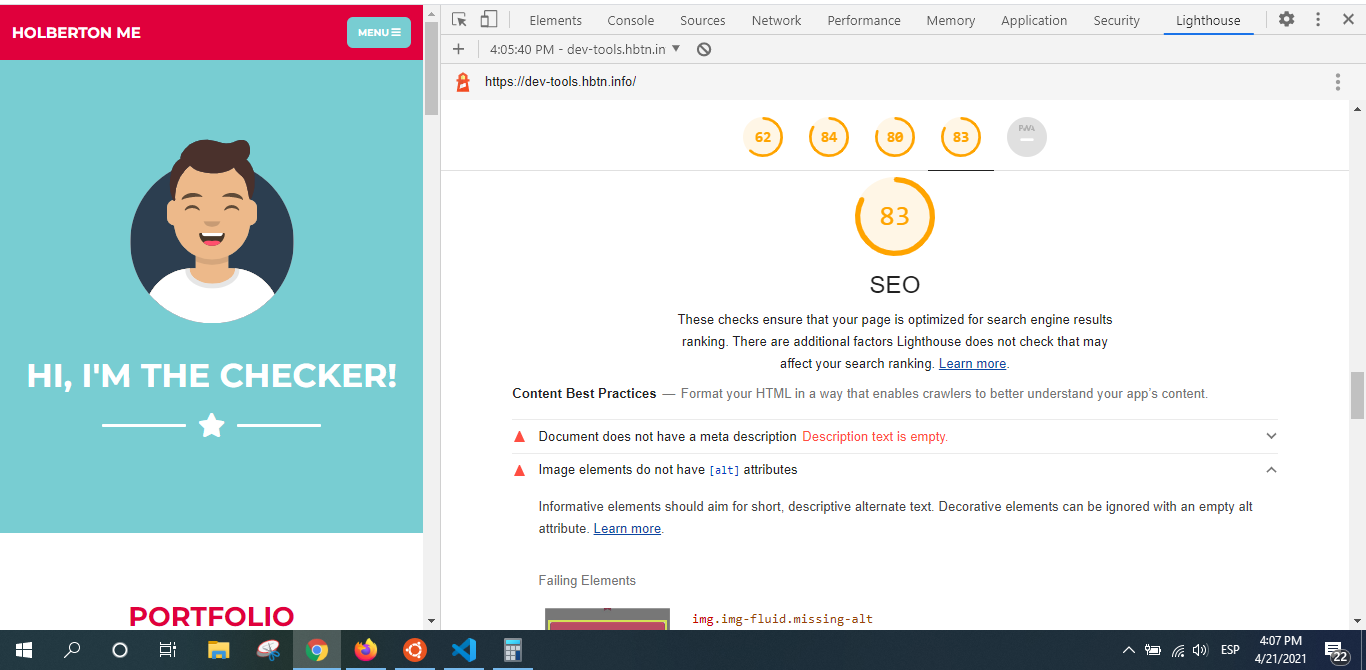 HOLBERTON ME
MENU
HI, I'M THE CHECKER!
PORTFOLIO
Elements Console Sources Network Performance Memory Application Security Lighthouse
4:05:40 PM - dev-tools.hbtn.in
https://dev-tools.hbtn.info/
62 84 80 83 PWA
83
SEO
These checks ensure that your page is optimized for search engine results
ranking. There are additional factors Lighthouse does not check that may
affect your search ranking. Learn more.
Content Best Practices — Format your HTML in a way that enables crawlers to better understand your app's content.
Document does not have a meta description Description text is empty.
Image elements do not have [alt] attributes
Informative elements should aim for short, descriptive alternate text. Decorative elements can be ignored with an empty alt
attribute. Learn more.
Failing Elements
img.img-fluid.missing-alt
ESP
4:07 PM
4/21/2021
22